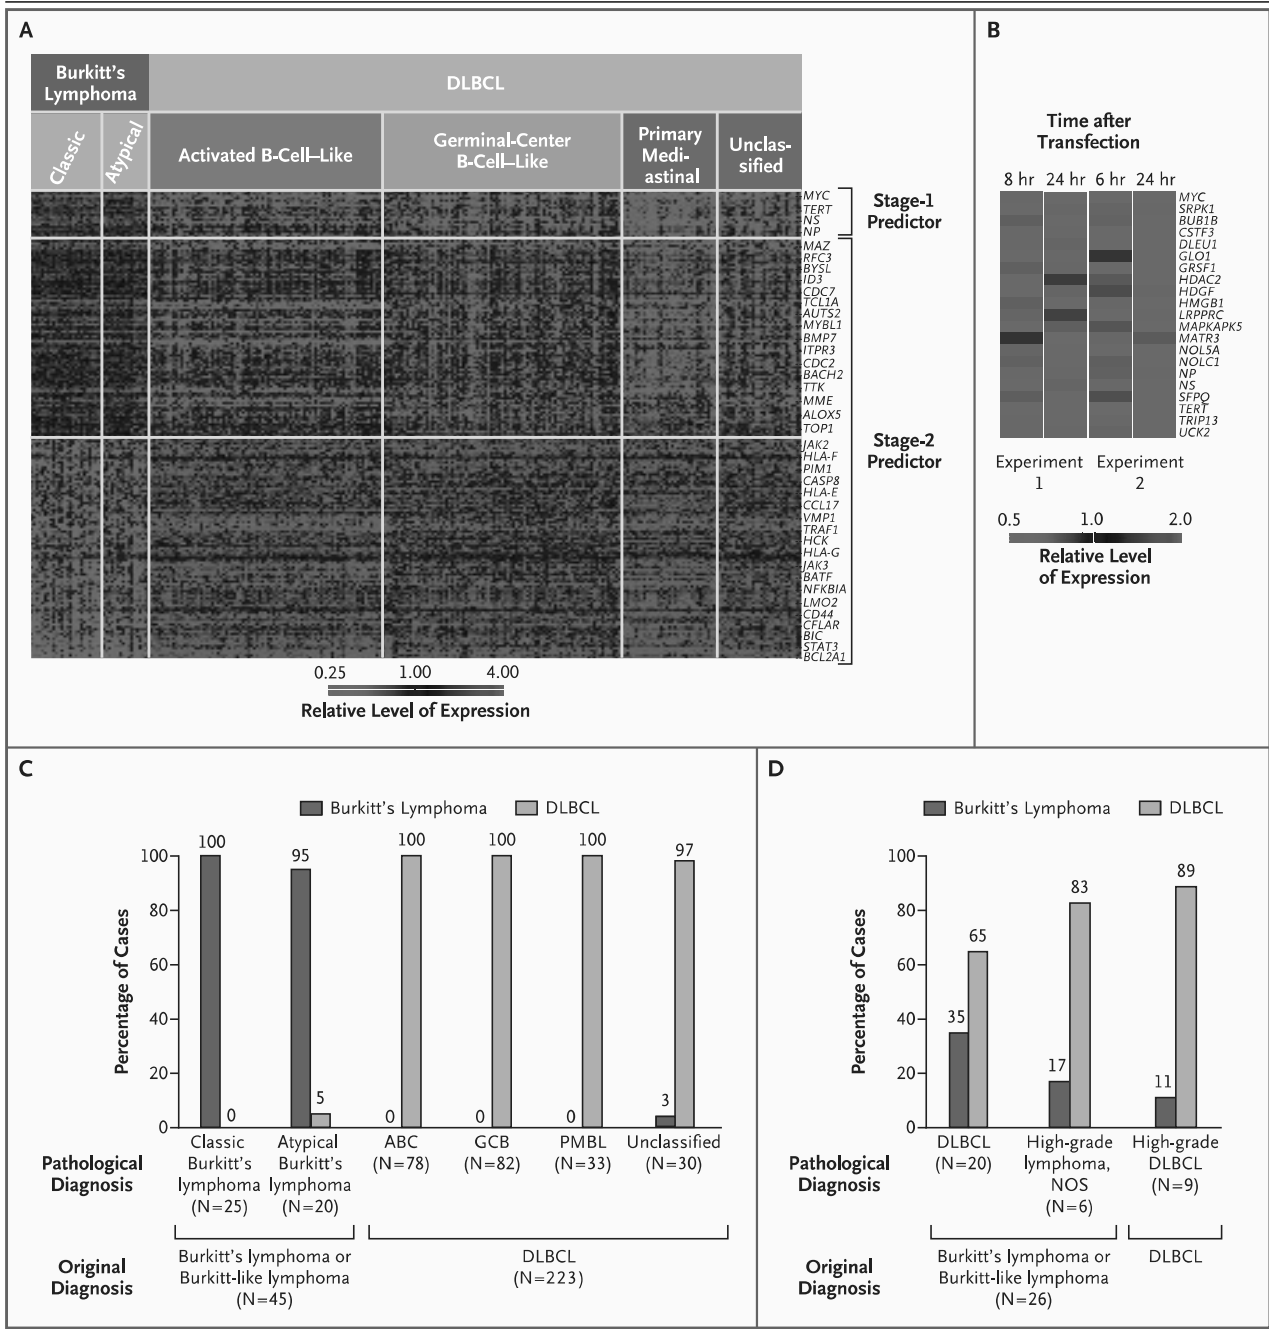 A
Burkitt's
Lymphoma
DLBCL
Classic
Atypical
Activated B-Cell–Like
Germinal-Center
B-Cell–Like
Primary
Medi-
astinal
Unclas-
sified
MYC
TERT
NS
NP
Stage-1
Predictor
MAZ
RFC3
BYSL
ID3
CDC7
TCL1A
AUTS2
MYBL1
BMP7
ITPR3
CDC2
BACH2
TTK
MME
ALOX5
TOP1
JAK2
HLA-F
PIM1
CASP8
HLA-E
CCL17
VMP1
TRAF1
HCK
HLA-G
JAK3
BATF
NFKBIA
LMO2
CD44
CFLAR
BIC
STAT3
BCL2A1
Stage-2
Predictor
0.25 1.00 4.00
Relative Level of Expression
B
Time after
Transfection
8 hr 24 hr 6 hr 24 hr
MYC
SRPK1
BUB1B
CSTF3
DLEU1
GLO1
GRSF1
HDAC2
HDGF
HMGB1
LRPPRC
MAPKAPK5
MATR3
NOL5A
NOLC1
NP
NS
SFPQ
TERT
TRIP13
UCK2
Experiment
1
Experiment
2
0.5 1.0 2.0
Relative Level
of Expression
C
Burkitt's Lymphoma DLBCL
Percentage of Cases
100
80
60
40
20
0
100 0
95 5
0 100
0 100
0 100
3 97
Pathological
Diagnosis
Classic
Burkitt's
lymphoma
(N=25)
Atypical
Burkitt's
lymphoma
(N=20)
ABC
(N=78)
GCB
(N=82)
PMBL
(N=33)
Unclassified
(N=30)
Original
Diagnosis
Burkitt's lymphoma or
Burkitt-like lymphoma
(N=45)
DLBCL
(N=223)
D
Burkitt's Lymphoma DLBCL
Percentage of Cases
100
80
60
40
20
0
35 65
17 83
11 89
Pathological
Diagnosis
DLBCL
(N=20)
High-grade
lymphoma,
NOS
(N=6)
High-grade
DLBCL
(N=9)
Original
Diagnosis
Burkitt's lymphoma or
Burkitt-like lymphoma
(N=26)
DLBCL